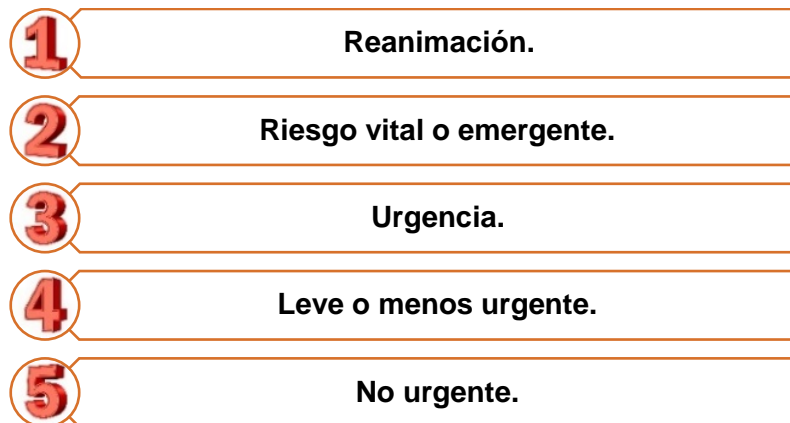 1 Reanimación.
2 Riesgo vital o emergente.
3 Urgencia.
4 Leve o menos urgente.
5 No urgente.